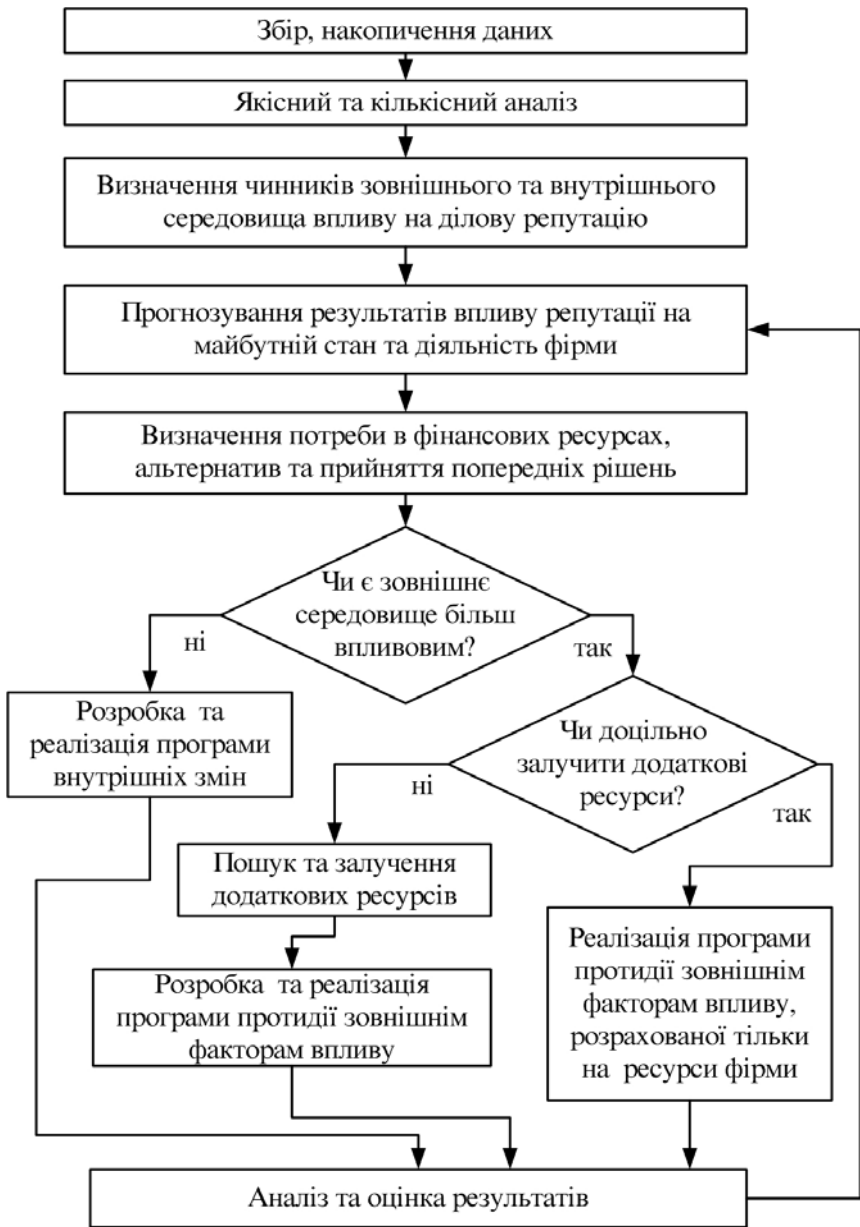 Збір, накопичення даних
Якісний та кількісний аналіз
Визначення чинників зовнішнього та внутрішнього
середовища впливу на ділову репутацію
Прогнозування результатів впливу репутації на
майбутній стан та діяльність фірми
Визначення потреби в фінансових ресурсах,
альтернатив та прийняття попередніх рішень
Чи є зовнішнє
середовище більш
впливовим?
ні
так
Розробка та
реалізація програми
внутрішніх змін
Чи доцільно
залучити додаткові
ресурси?
ні
так
Пошук та залучення
додаткових ресурсів
Розробка та реалізація
програми протидії зовнішнім
факторам впливу
Реалізація програми
протидії зовнішнім
факторам впливу,
розрахованої тільки
на ресурси фірми
Аналіз та оцінка результатів